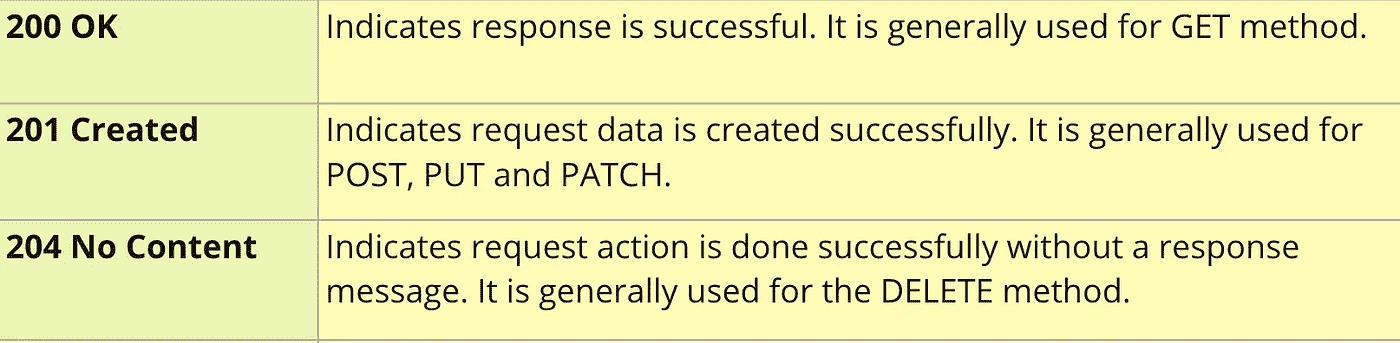 200 OK
Indicates response is successful. It is generally used for GET method.
201 Created
Indicates request data is created successfully. It is generally used for
POST, PUT and PATCH.
204 No Content
Indicates request action is done successfully without a response
message. It is generally used for the DELETE method.